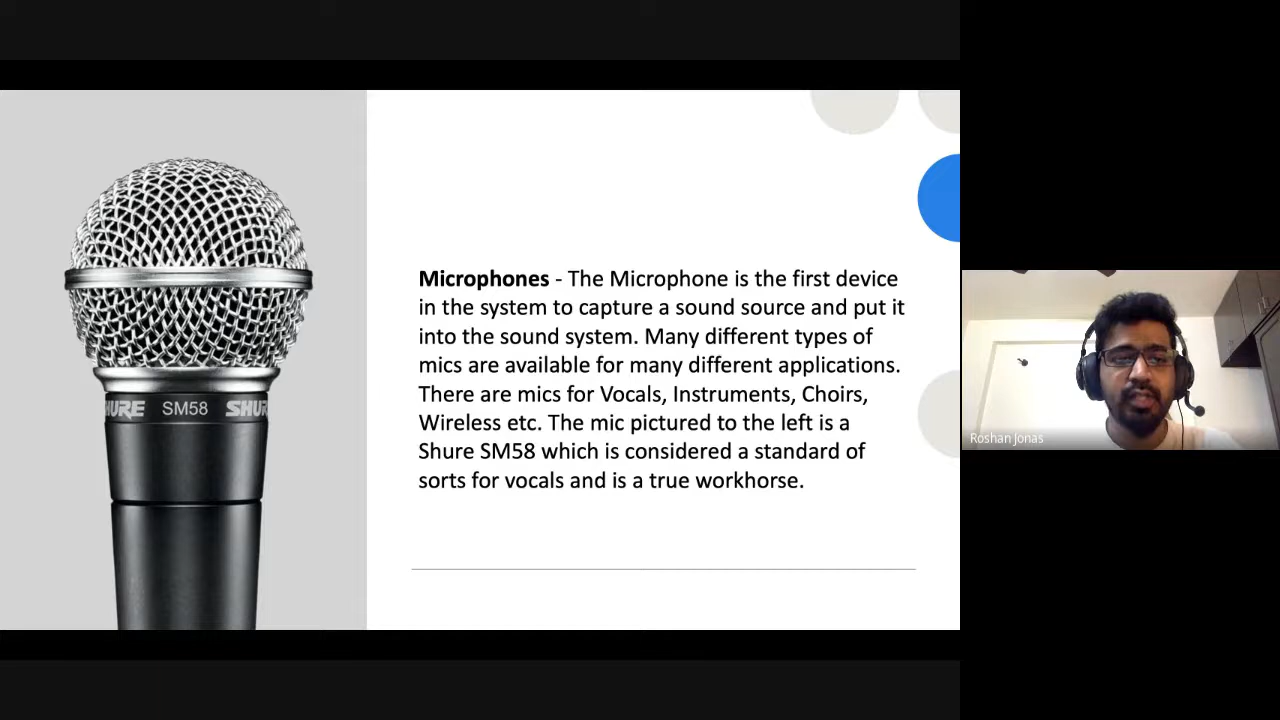 HURE SM58 SHUR
Microphones - The Microphone is the first device
in the system to capture a sound source and put it
into the sound system. Many different types of
mics are available for many different applications.
There are mics for Vocals, Instruments, Choirs,
Wireless etc. The mic pictured to the left is a
Shure SM58 which is considered a standard of
sorts for vocals and is a true workhorse.
Roshan Jonas